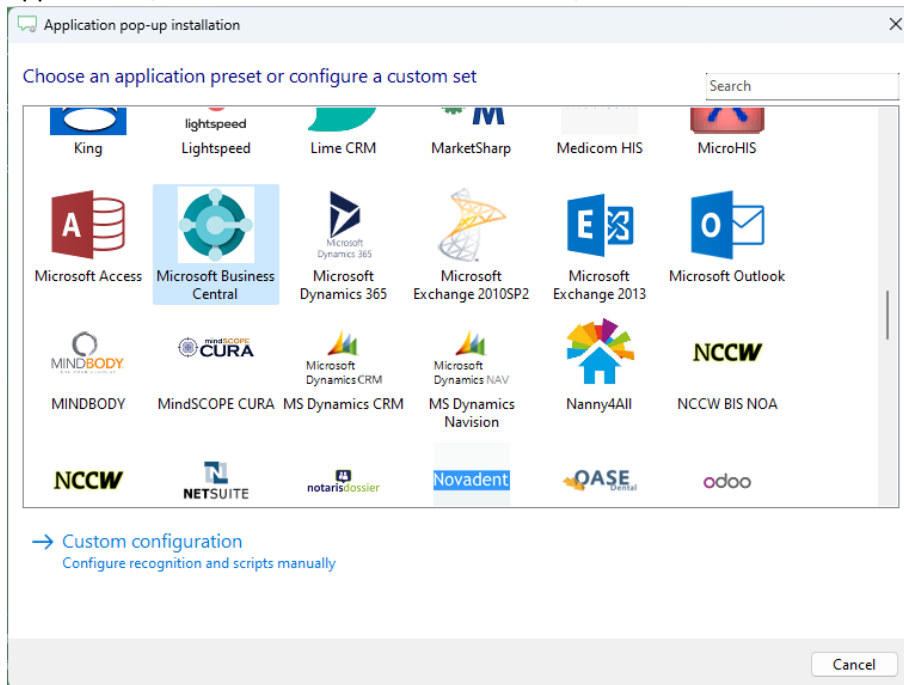 Application pop-up installation
Choose an application preset or configure a custom set
Search
lightspeed
M
King
Lightspeed
Lime CRM
MarketSharp
Medicom HIS
MicroHIS
A
Microsoft
Dynamics 365
E
O
Microsoft Access
Microsoft Business
Central
Microsoft
Dynamics 365
Microsoft
Exchange 2010SP2
Microsoft
Exchange 2013
Microsoft Outlook
MINDBODY
mindSCOPE
CURA
Microsoft
Dynamics CRM
Microsoft
Dynamics NAV
NCCW
MINDBODY
MindSCOPE CURA
MS Dynamics CRM
MS Dynamics
Navision
Nanny4All
NCCW BIS NOA
NCCW
N
NETSUITE
notarisdossier
Novadent
OASE
Dental
odoo
Custom configuration
Configure recognition and scripts manually
Cancel